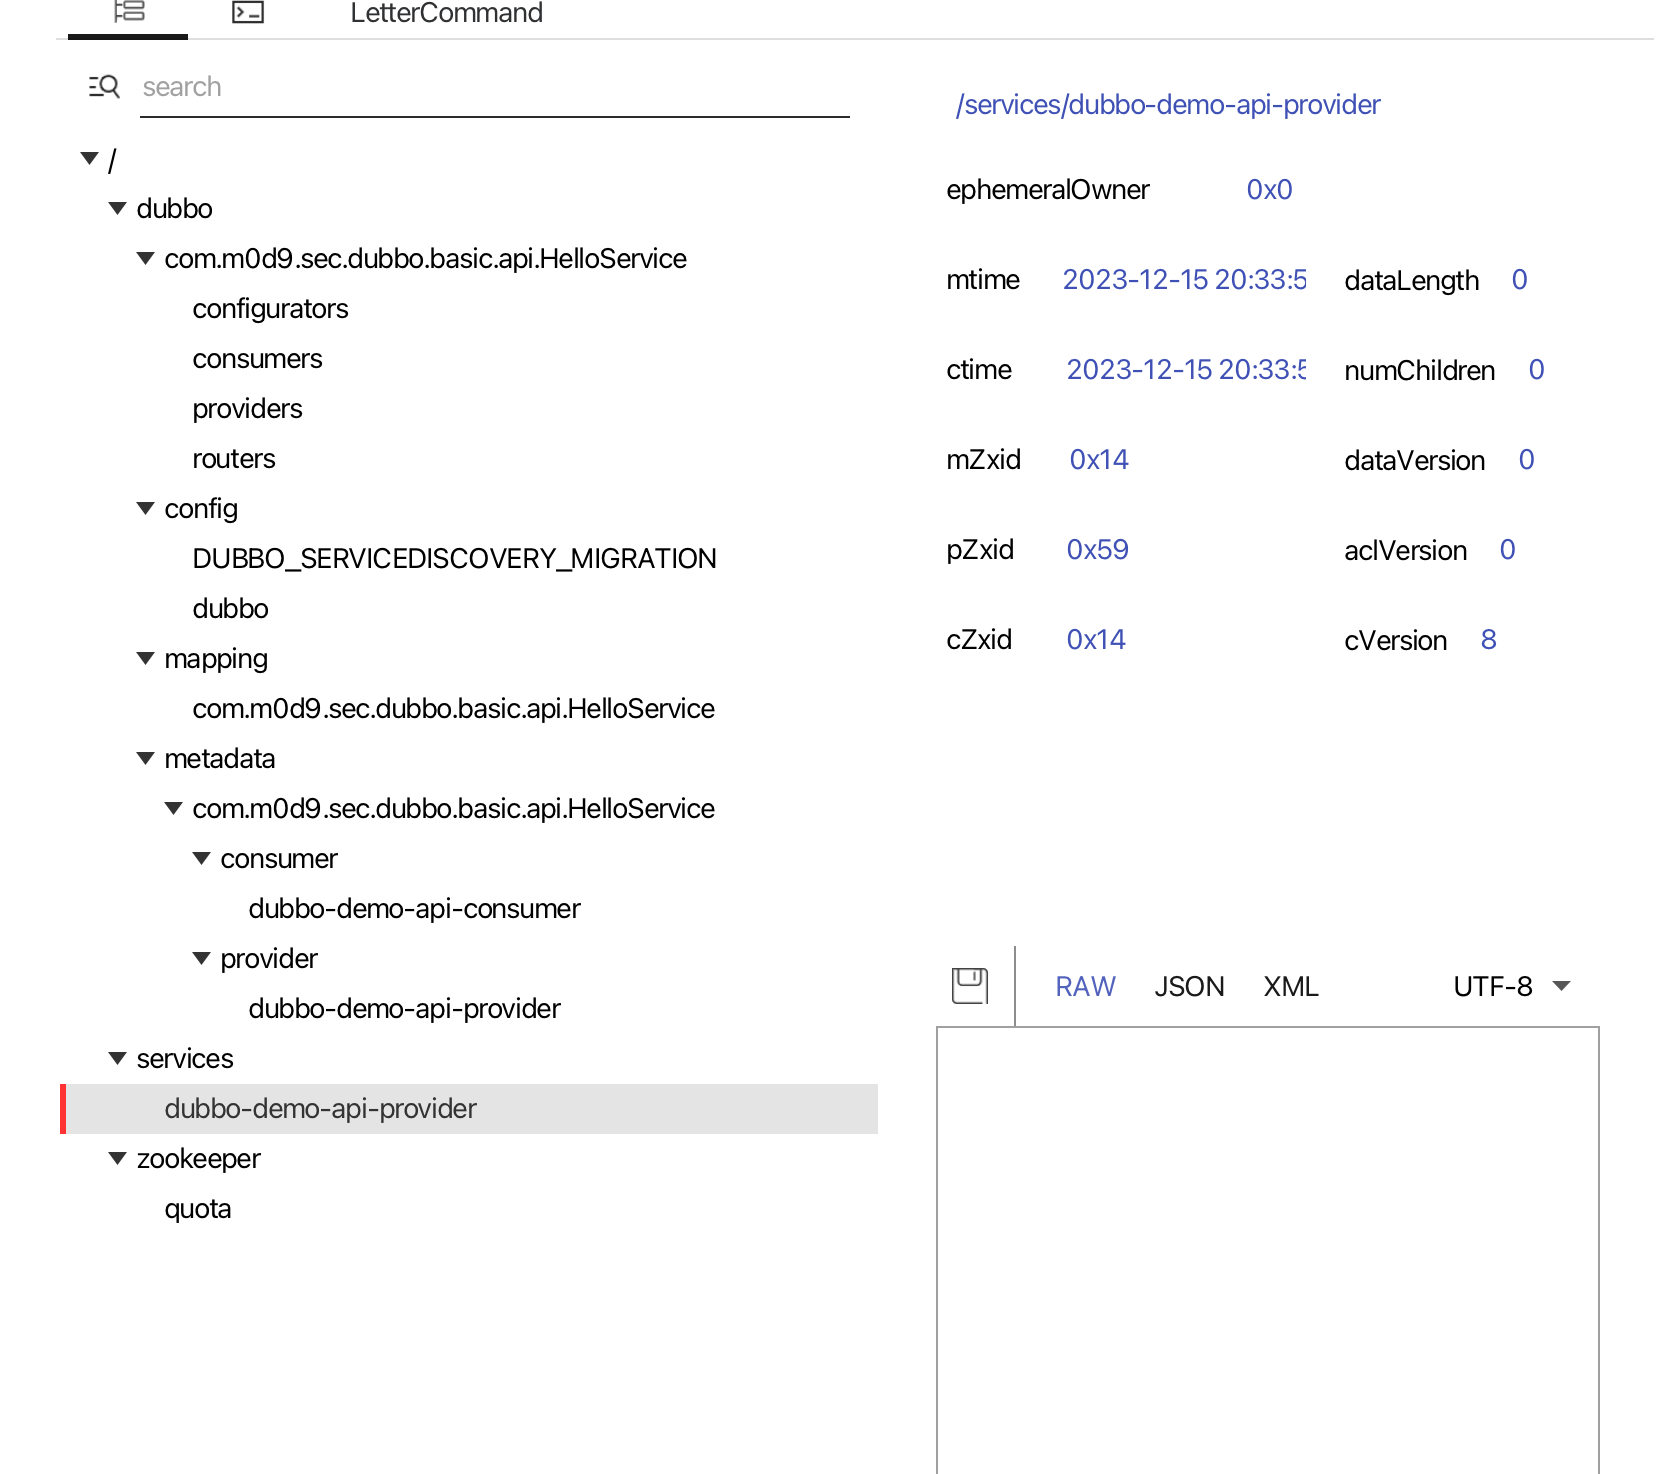 LetterCommand
search
/
dubbo
com.m0d9.sec.dubbo.basic.api.HelloService
configurators
consumers
providers
routers
config
DUBBO_SERVICEDISCOVERY_MIGRATION
dubbo
mapping
com.m0d9.sec.dubbo.basic.api.HelloService
metadata
com.m0d9.sec.dubbo.basic.api.HelloService
consumer
dubbo-demo-api-consumer
provider
dubbo-demo-api-provider
services
dubbo-demo-api-provider
zookeeper
quota
/services/dubbo-demo-api-provider
ephemeralOwner 0x0
mtime 2023-12-15 20:33:5 dataLength 0
ctime 2023-12-15 20:33:5 numChildren 0
mZxid 0x14 dataVersion 0
pZxid 0x59 aclVersion 0
cZxid 0x14 cVersion 8
RAW JSON XML UTF-8